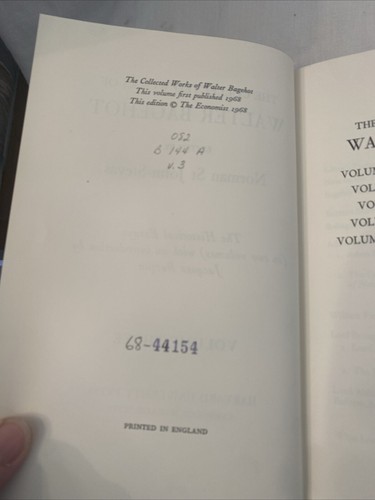 The Collected Works of Walter Bagehot
This volume first published 1968
This edition © The Economist 1968
052
B 144 A
v.3
68-44154
PRINTED IN ENGLAND
THE
WA
VOLUM
VOL
VO
VOL
VOLUM